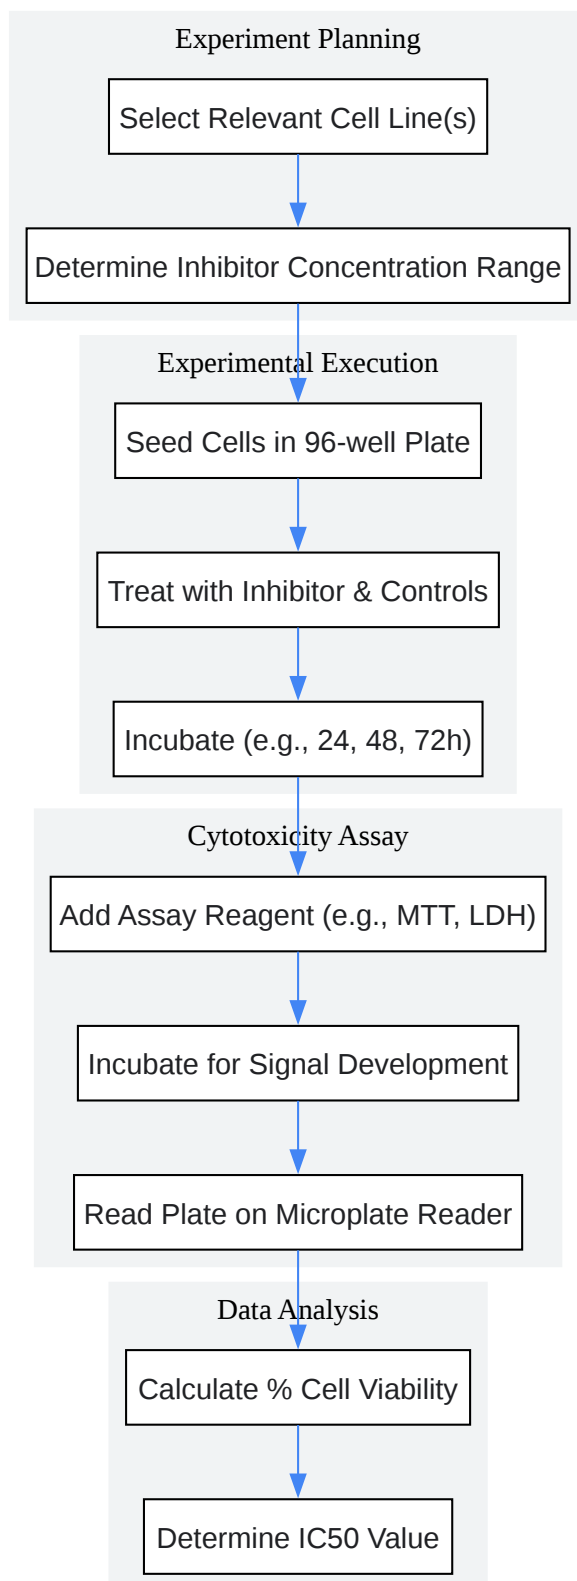 Experiment Planning
Select Relevant Cell Line(s)
Determine Inhibitor Concentration Range
Experimental Execution
Seed Cells in 96-well Plate
Treat with Inhibitor & Controls
Incubate (e.g., 24, 48, 72h)
Cytotoxicity Assay
Add Assay Reagent (e.g., MTT, LDH)
Incubate for Signal Development
Read Plate on Microplate Reader
Data Analysis
Calculate % Cell Viability
Determine IC50 Value